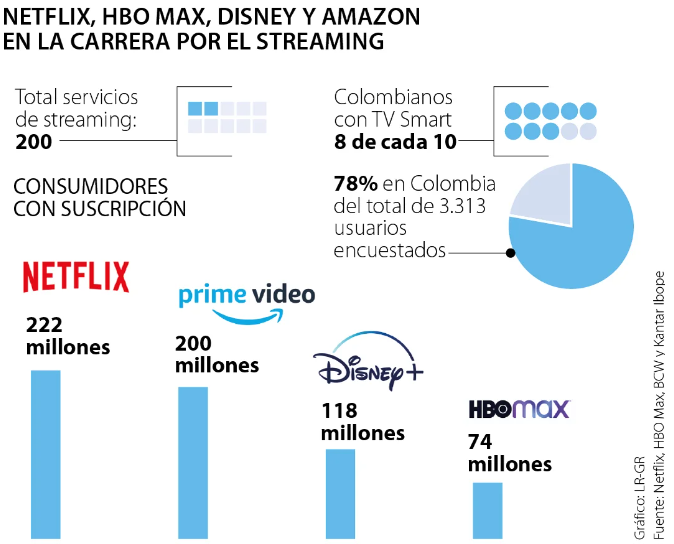 NETFLIX, HBO MAX, DISNEY Y AMAZON
EN LA CARRERA POR EL STREAMING
Total servicios
de streaming:
200
Colombianos
con TV Smart
8 de cada 10
CONSUMIDORES
CON SUSCRIPCIÓN
78% en Colombia
del total de 3.313
usuarios
encuestados
NETFLIX
222
millones
prime video
200
millones
Disney+
118
millones
HBOmax
74
millones
Gráfico: LR-GR
Fuente: Netflix, HBO Max, BCW y Kantar Ibope